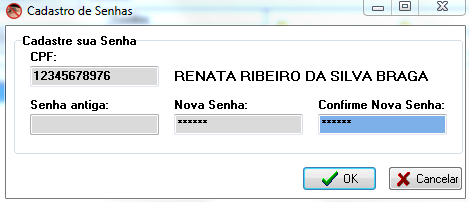 Cadastro de Senhas
Cadastre sua Senha
CPF:
12345678976 RENATA RIBEIRO DA SILVA BRAGA
Senha antiga: Nova Senha: Confirme Nova Senha:
****** ******
OK Cancelar